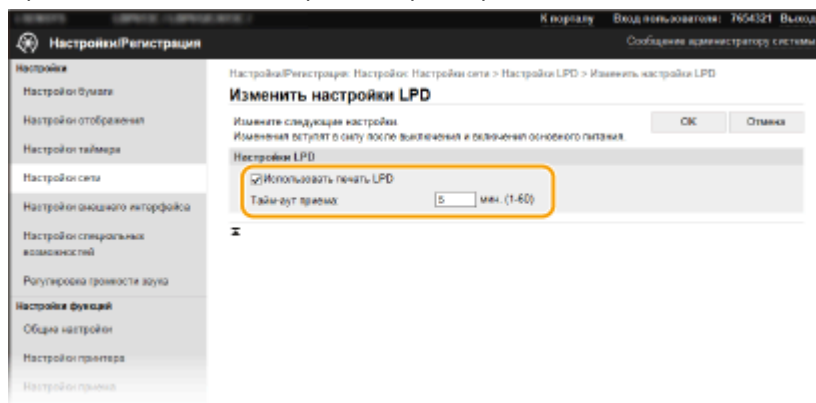 К порталу Вход пользователя: 7654321 Выход
Настройки/Регистрация
Сообщение администратору системы
Настройки
Настройки бумаги
Настройки отображения
Настройки таймера
Настройки сети
Настройки внешнего интерфейса
Настройки специальных
возможностей
Регулировка громкости звука
Настройки функций
Общие настройки
Настройки принтера
Настройки приема
Настройки/Регистрация: Настройки: Настройки сети > Настройки LPD > Изменить настройки LPD
Изменить настройки LPD
Измените следующие настройки.
Изменения вступят в силу после выключения и включения основного питания.
OK Отмена
Настройки LPD
Использовать печать LPD
Тайм-аут приема: 5 мин. (1-60)